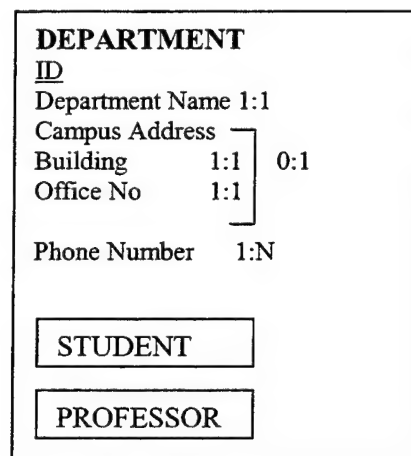 DEPARTMENT
ID
Department Name 1:1
Campus Address
Building 1:1 0:1
Office No 1:1
Phone Number 1:N
STUDENT
PROFESSOR